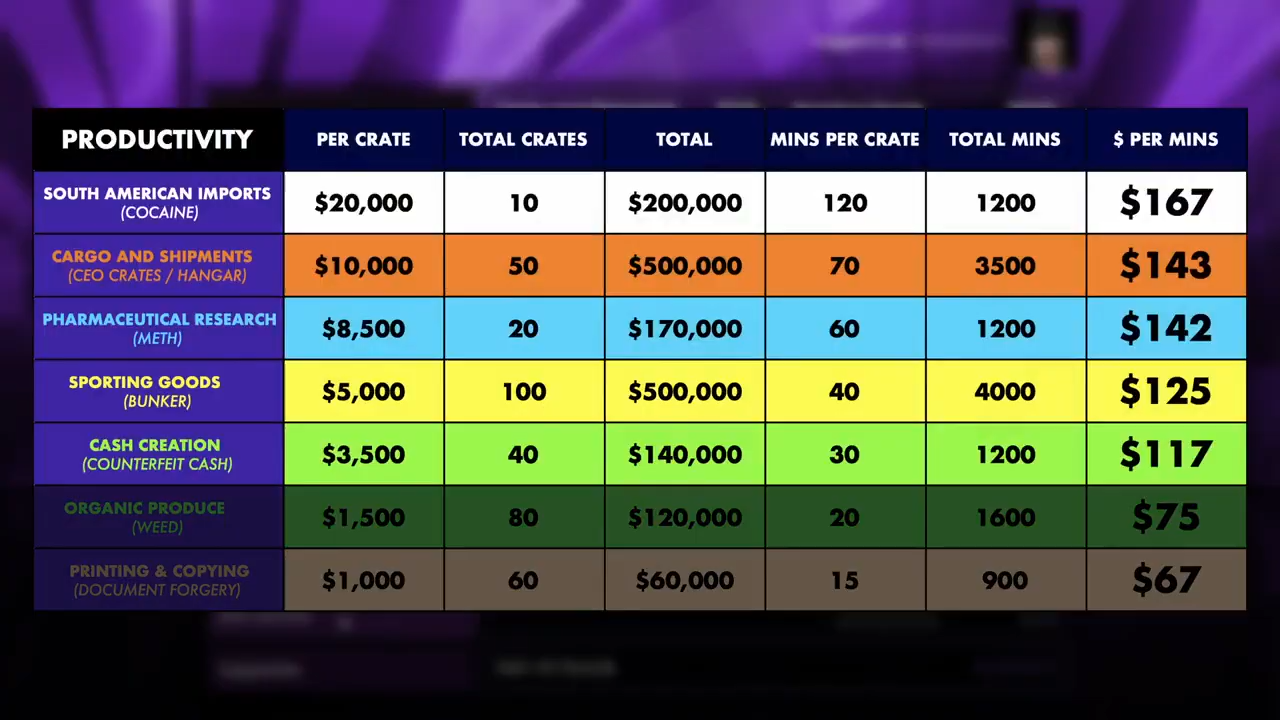 PRODUCTIVITY PER CRATE TOTAL CRATES TOTAL MINS PER CRATE TOTAL MINS $ PER MINS
SOUTH AMERICAN IMPORTS
(COCAINE) $20,000 10 $200,000 120 1200 $167
CARGO AND SHIPMENTS
(CEO CRATES / HANGAR) $10,000 50 $500,000 70 3500 $143
PHARMACEUTICAL RESEARCH
(METH) $8,500 20 $170,000 60 1200 $142
SPORTING GOODS
(BUNKER) $5,000 100 $500,000 40 4000 $125
CASH CREATION
(COUNTERFEIT CASH) $3,500 40 $140,000 30 1200 $117
ORGANIC PRODUCE
(WEED) $1,500 80 $120,000 20 1600 $75
PRINTING & COPYING
(DOCUMENT FORGERY) $1,000 60 $60,000 15 900 $67